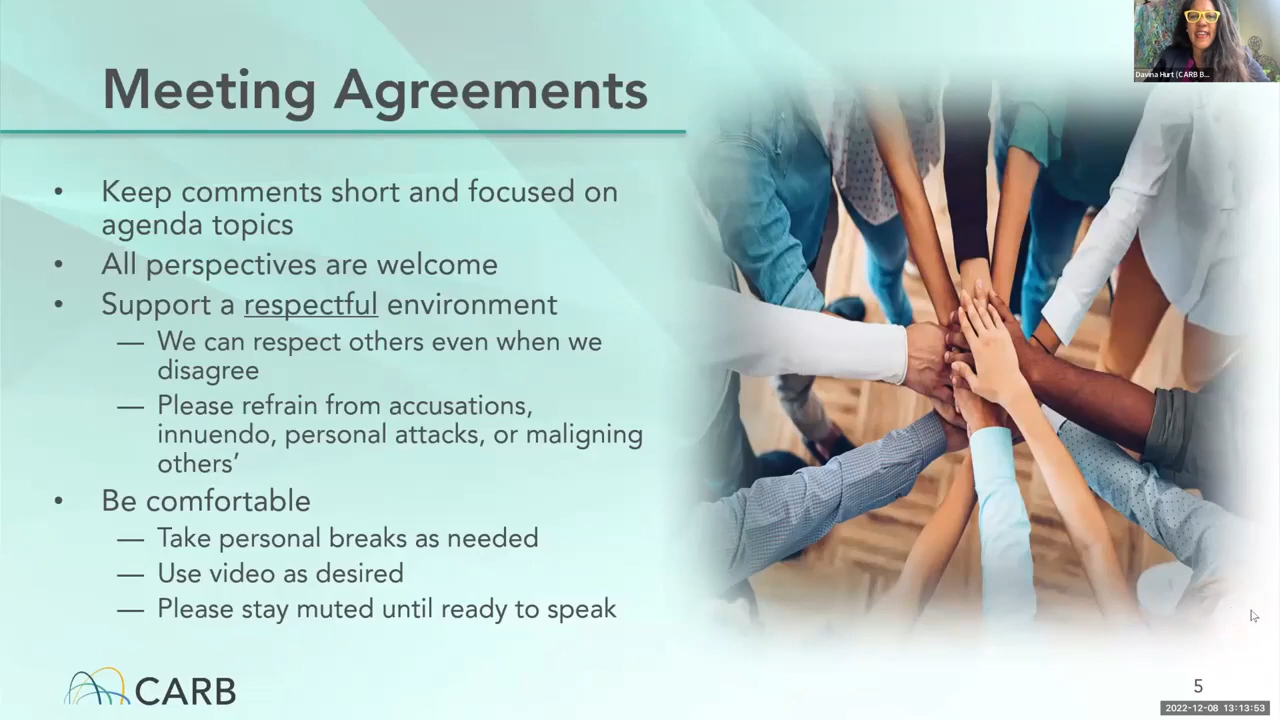 Davina Hurt (CARB B...
Meeting Agreements
• Keep comments short and focused on
agenda topics
• All perspectives are welcome
• Support a respectful environment
— We can respect others even when we
disagree
— Please refrain from accusations,
innuendo, personal attacks, or maligning
others’
• Be comfortable
— Take personal breaks as needed
— Use video as desired
— Please stay muted until ready to speak
CARB
5
2022-12-08 13:13:53